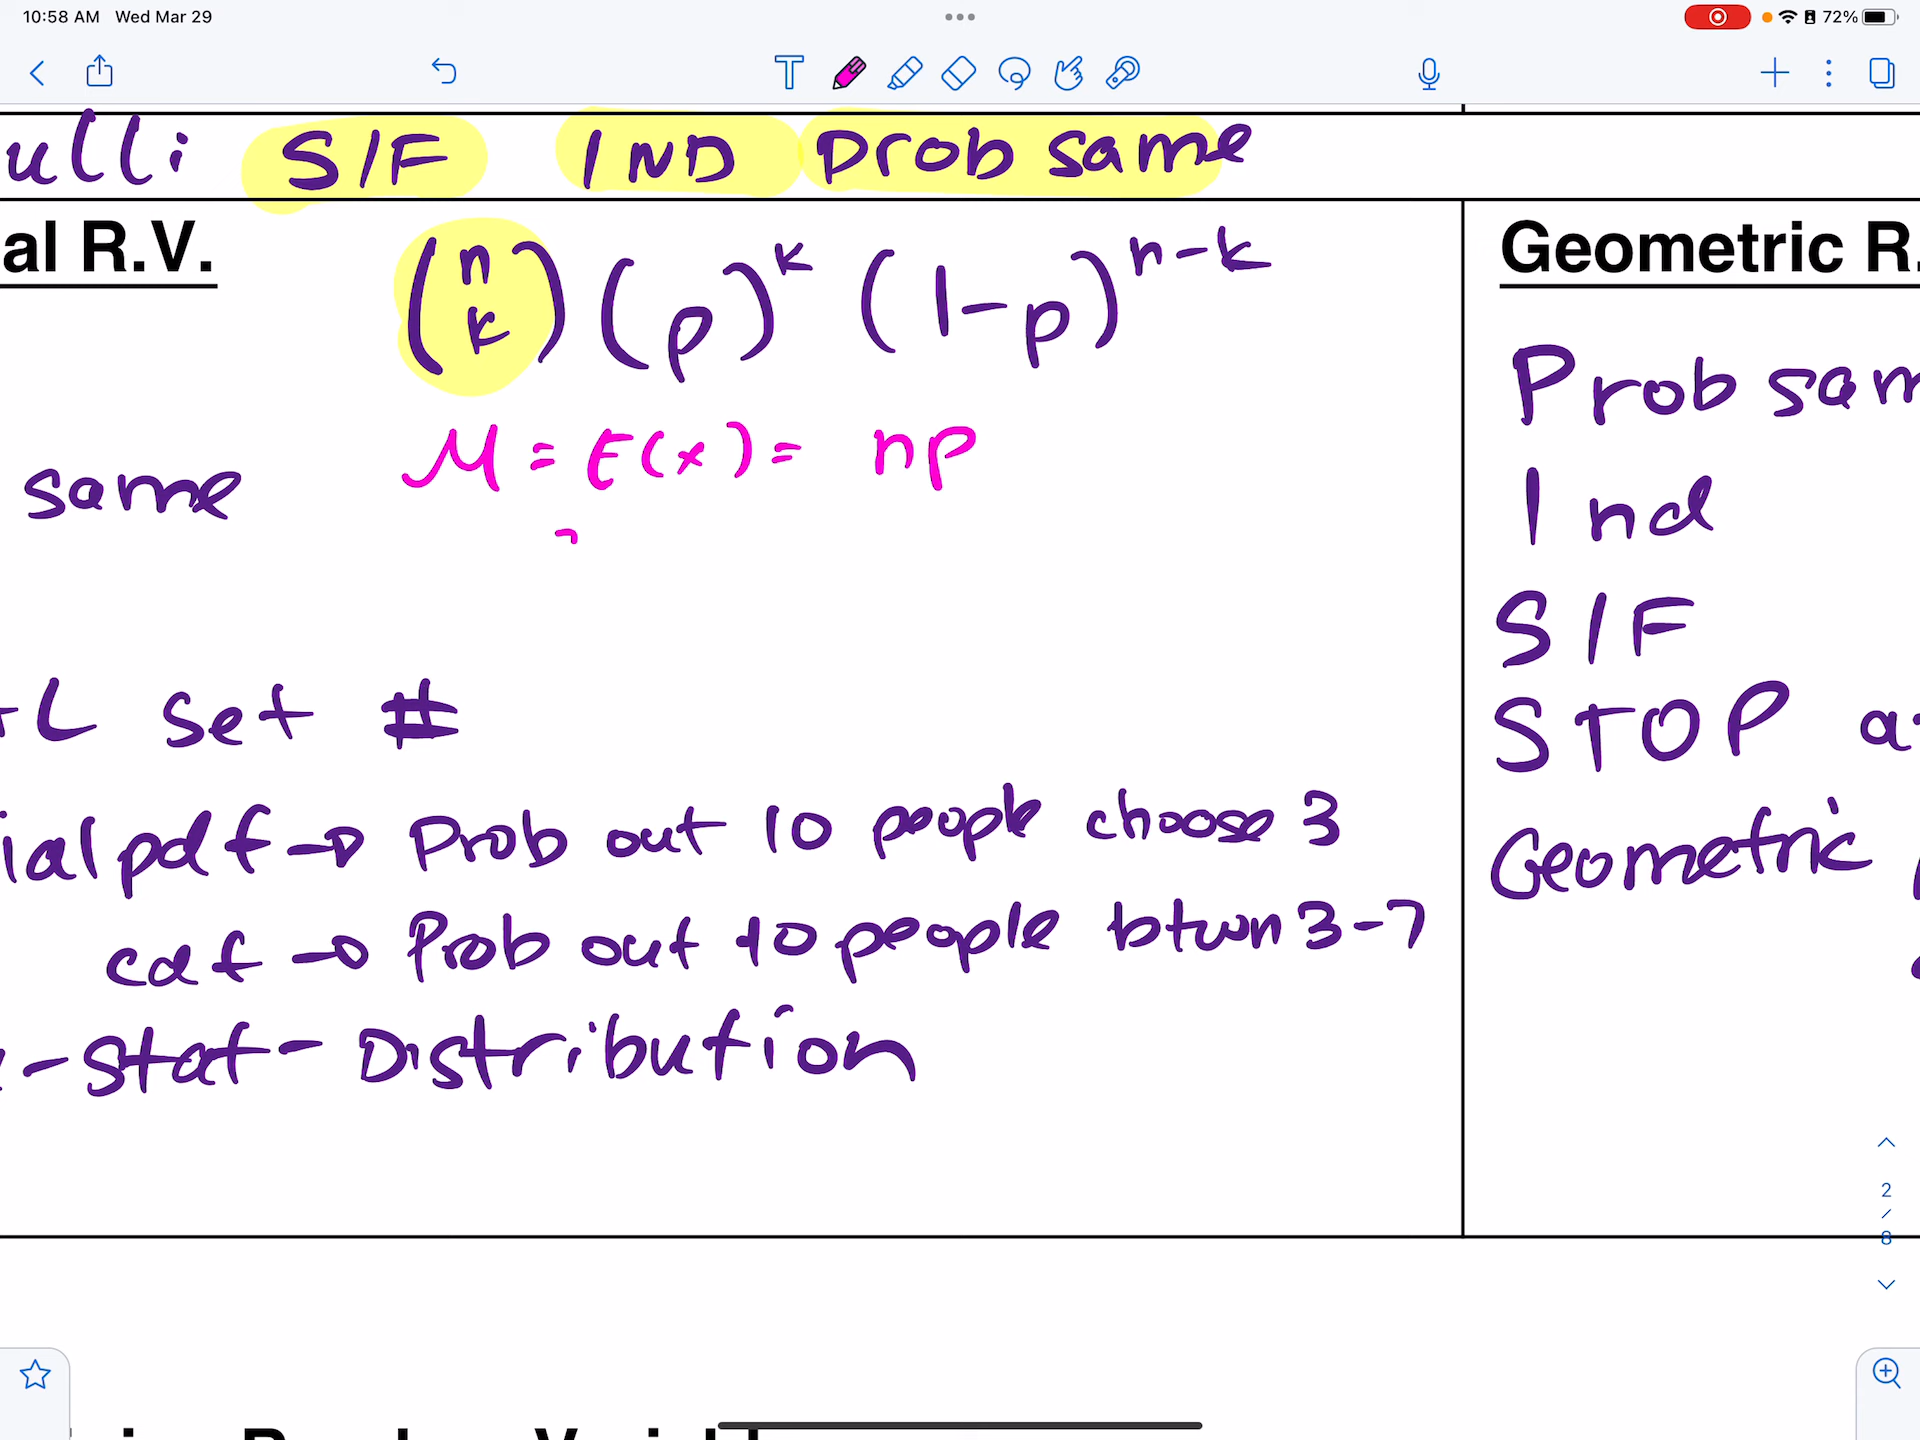 10:58 AM Wed Mar 29
72%
ulli S/F IND Prob same
al R.V.
(n k) (p)^k (1-p)^n-k
Geometric R.
μ = E(x) = np
same
Prob sam
Ind
S/F
L set #
STOP a
ial pdf → Prob out 10 people choose 3
Geometric
cdf → Prob out 10 people btwn 3-7
-Stat- Distribution
2
/
8